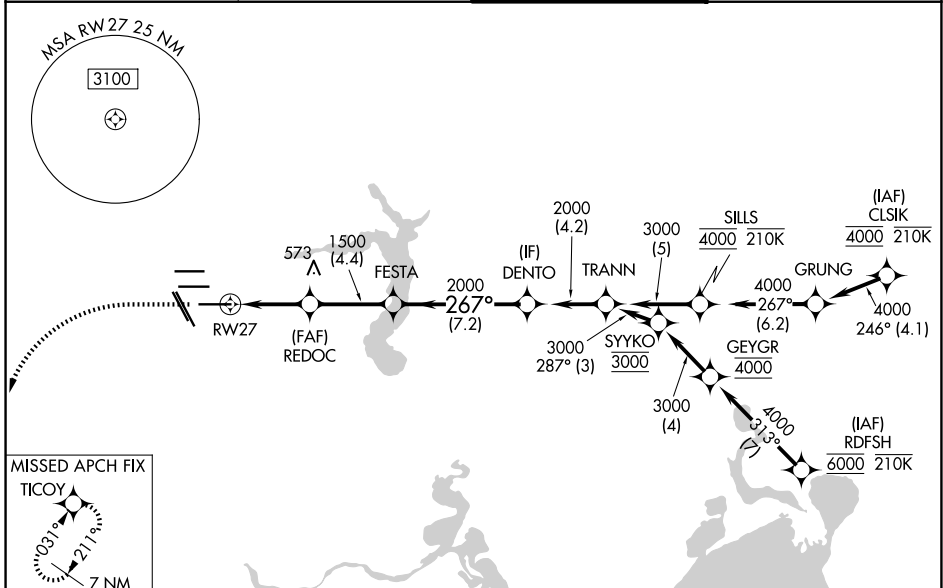 MSA RW27 25 NM
3100
573
1500
(4.4)
FESTA
RW27
(FAF)
REDOC
2000
267°
(7.2)
(IF)
DENTO
2000
(4.2)
TRANN
3000
(5)
SILLS
4000 210K
4000
267°
(6.2)
GRUNG
(IAF)
CLSIK
4000 210K
4000
246° (4.1)
3000
287° (3)
SYYKO
3000
GEYGR
4000
3000
(4)
4000
313°
(7)
(IAF)
RDFSH
6000 210K
MISSED APCH FIX
TICOY
031°
211°
7 NM